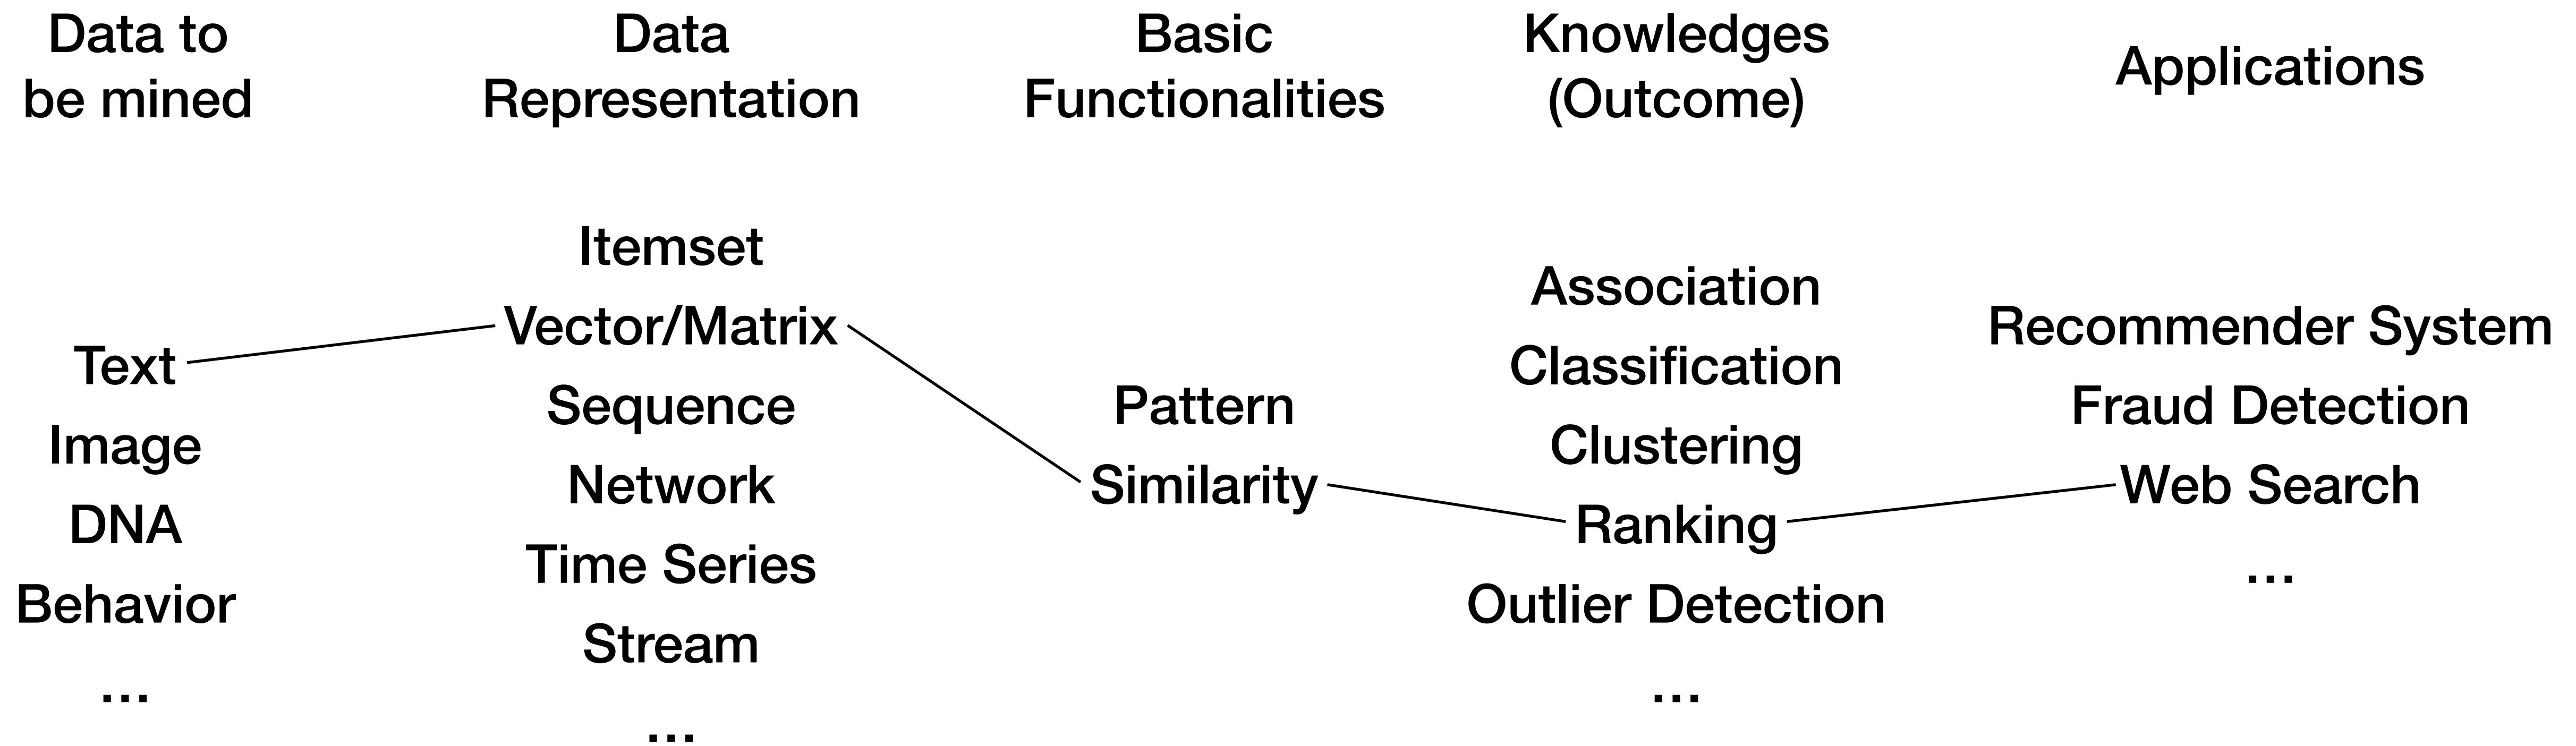 Data to
be mined
Data
Representation
Basic
Functionalities
Knowledges
(Outcome)
Applications
Text
Image
DNA
Behavior
...
Itemset
Vector/Matrix
Sequence
Network
Time Series
Stream
...
Pattern
Similarity
Association
Classification
Clustering
Ranking
Outlier Detection
...
Recommender System
Fraud Detection
Web Search
...